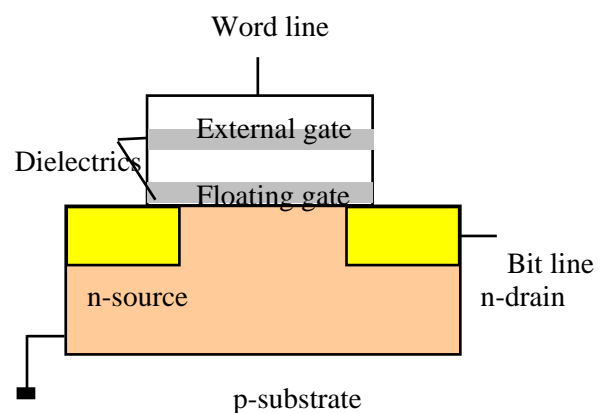 Word line
External gate
Dielectrics
Floating gate
Bit line
n-source
n-drain
p-substrate